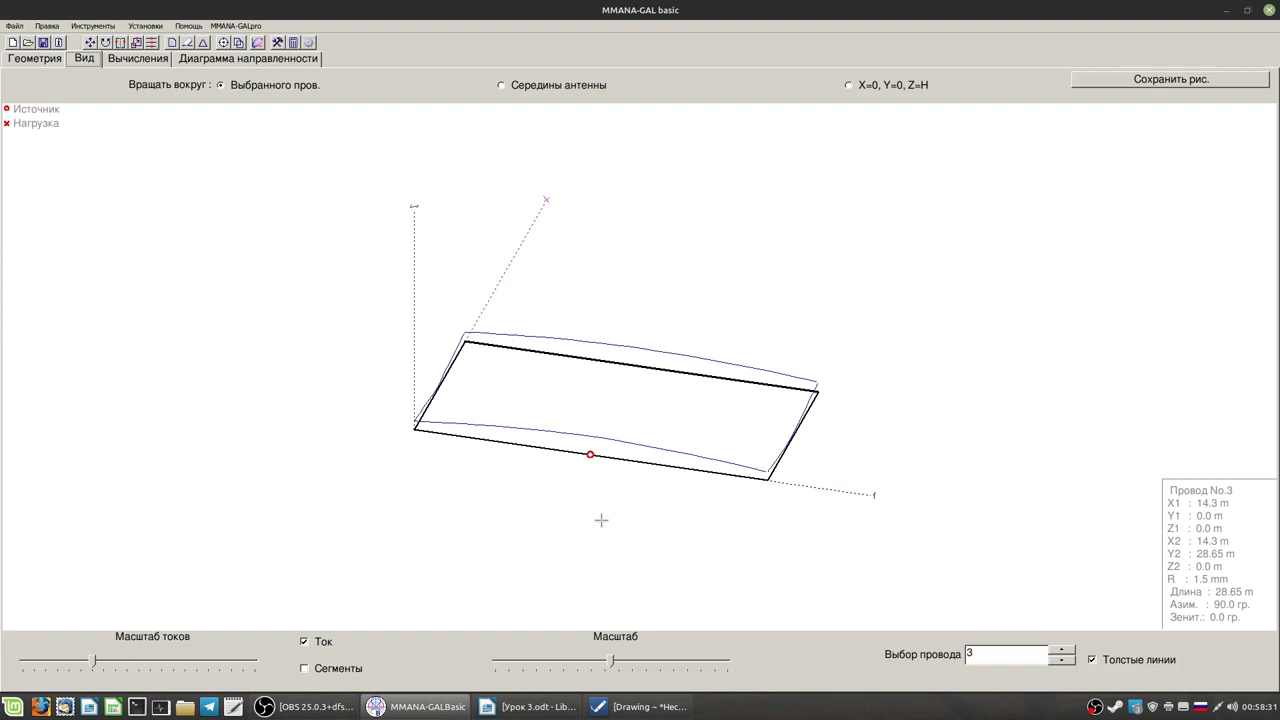 MMANA-GAL basic
Файл Правка Инструменты Установки Помощь MMANA-GALpro
Геометрия Вид Вычисления Диаграмма направленности
Вращать вокруг : Выбранного пров. Середины антенны X=0, Y=0, Z=H Сохранить рис.
Источник
Нагрузка
X
Y
Провод No.3
X1 : 14.3 m
Y1 : 0.0 m
Z1 : 0.0 m
X2 : 14.3 m
Y2 : 28.65 m
Z2 : 0.0 m
R : 1.5 mm
Длина : 28.65 m
Азим. : 90.0 гр.
Зенит.: 0.0 гр.
Масштаб токов Ток Масштаб Выбор провода 3 Толстые линии
Сегменты
[OBS 25.0.3+dfs... MMANA-GALBasic [Урок 3.odt - Lib... [Drawing – *Нес... 00:58:31